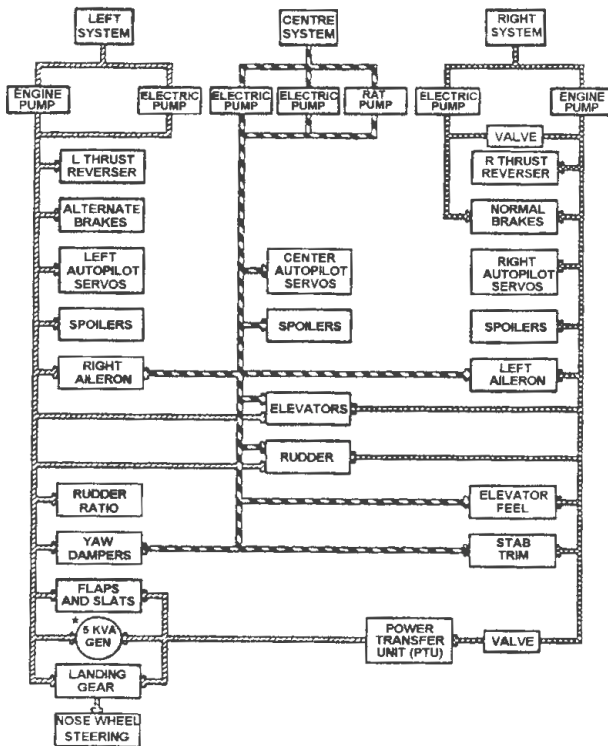 LEFT
SYSTEM
CENTRE
SYSTEM
RIGHT
SYSTEM
ENGINE
PUMP
ELECTRIC
PUMP
ELECTRIC
PUMP
ELECTRIC
PUMP
RAT
PUMP
ELECTRIC
PUMP
ENGINE
PUMP
VALVE
L THRUST
REVERSER
R THRUST
REVERSER
ALTERNATE
BRAKES
NORMAL
BRAKES
LEFT
AUTOPILOT
SERVOS
CENTER
AUTOPILOT
SERVOS
RIGHT
AUTOPILOT
SERVOS
SPOILERS
SPOILERS
SPOILERS
RIGHT
AILERON
LEFT
AILERON
ELEVATORS
RUDDER
RUDDER
RATIO
ELEVATOR
FEEL
YAW
DAMPERS
STAB
TRIM
FLAPS
AND SLATS
* 5 KVA
GEN
POWER
TRANSFER
UNIT (PTU)
VALVE
LANDING
GEAR
NOSE WHEEL
STEERING